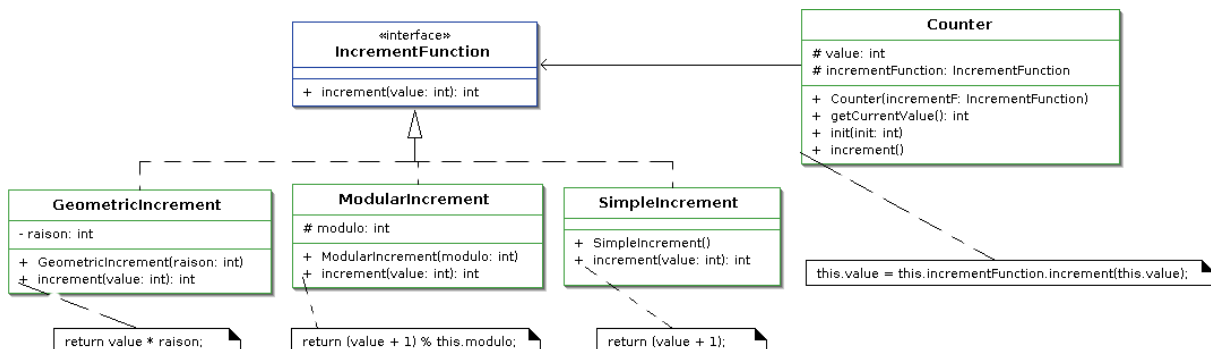 «interface»
IncrementFunction
+ increment(value: int): int
Counter
# value: int
# incrementFunction: IncrementFunction
+ Counter(incrementF: IncrementFunction)
+ getCurrentValue(): int
+ init(init: int)
+ increment()
GeometricIncrement
- raison: int
+ GeometricIncrement(raison: int)
+ increment(value: int): int
ModularIncrement
# modulo: int
+ ModularIncrement(modulo: int)
+ increment(value: int): int
SimpleIncrement
+ SimpleIncrement()
+ increment(value: int): int
this.value = this.incrementFunction.increment(this.value);
return value * raison;
return (value + 1) % this.modulo;
return (value + 1);